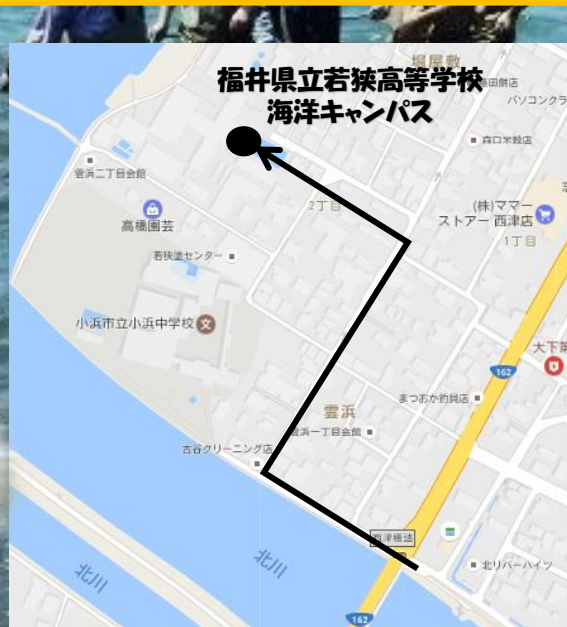 堀屋敷
福井県立若狭高等学校
海洋キャンパス
パソコンクラ
森口米穀店
雲浜二丁目会館
2丁目
(株)ママー
ストアー 西津店
1丁目
高橋園芸
若狭塗センター
小浜市立小浜中学校
文
大下第
162
まつおか釣具店
雲浜
雲浜一丁目会館
古谷クリーニング店
西津橋詰
北リバーハイツ
北川
北川
162